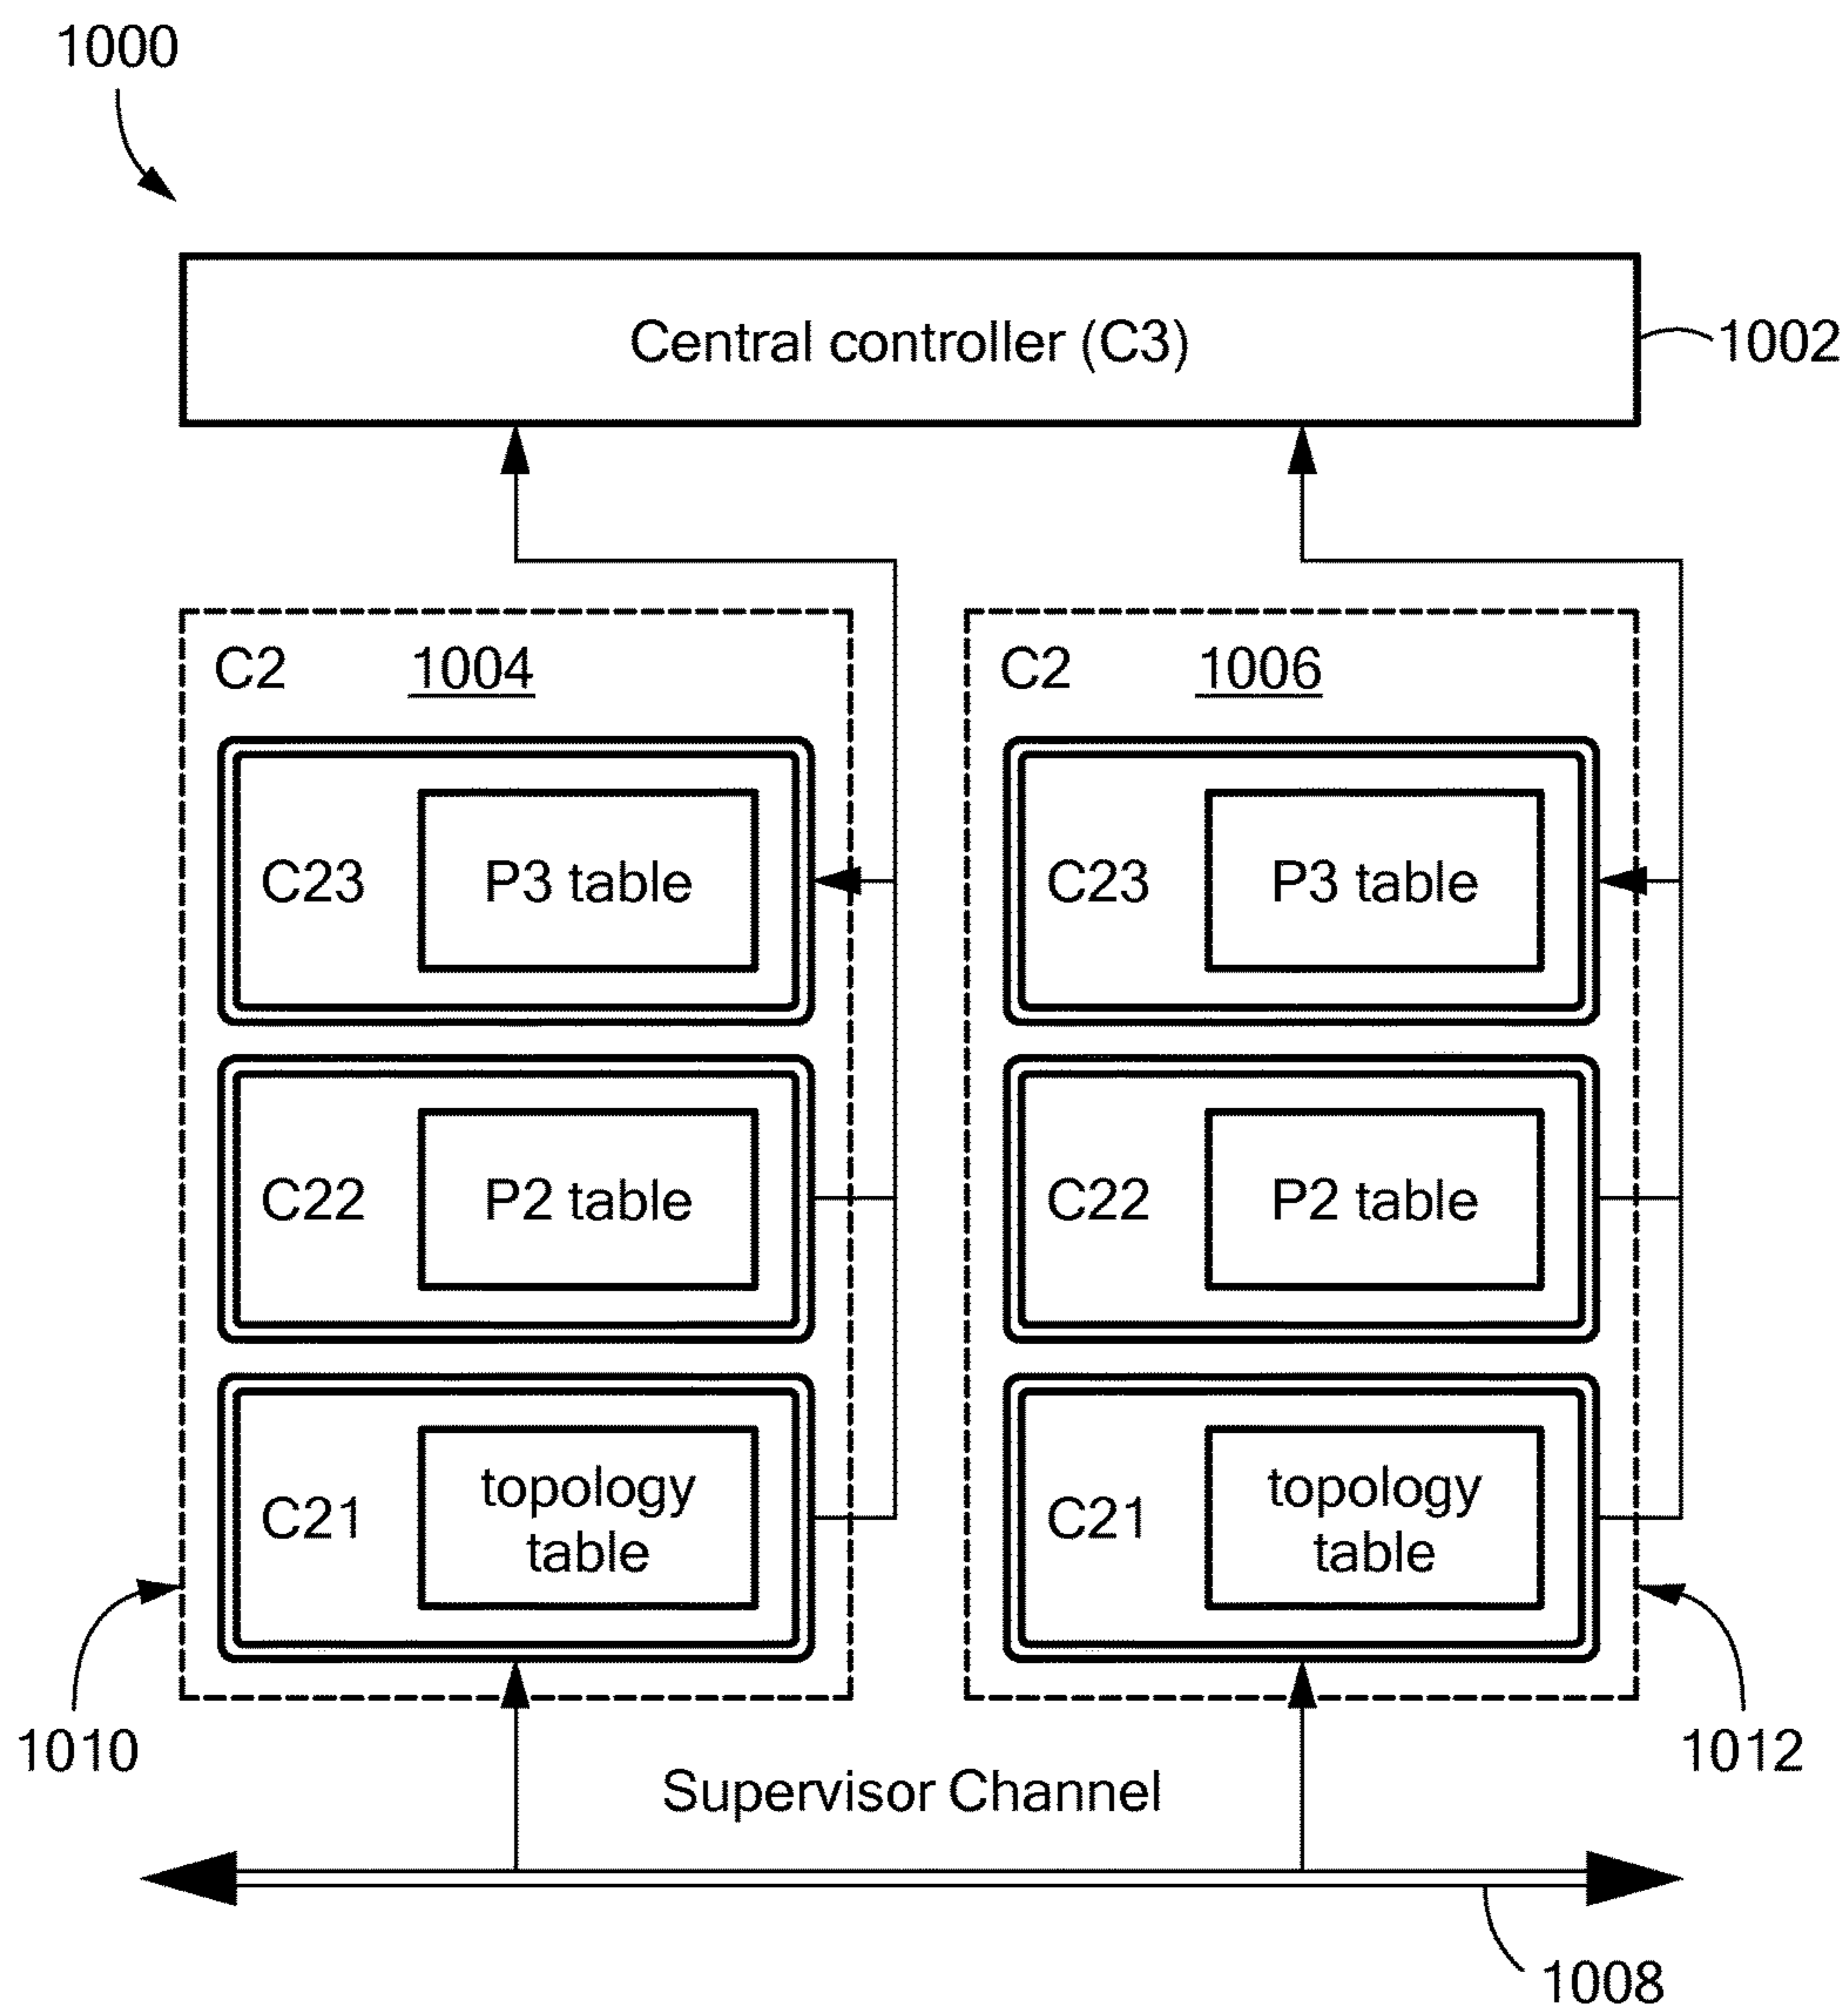 1000
Central controller (C3)
1002
C2 1004
C23
P3 table
C22
P2 table
C21
topology
table
C2 1006
C23
P3 table
C22
P2 table
C21
topology
table
1010
1012
Supervisor Channel
1008